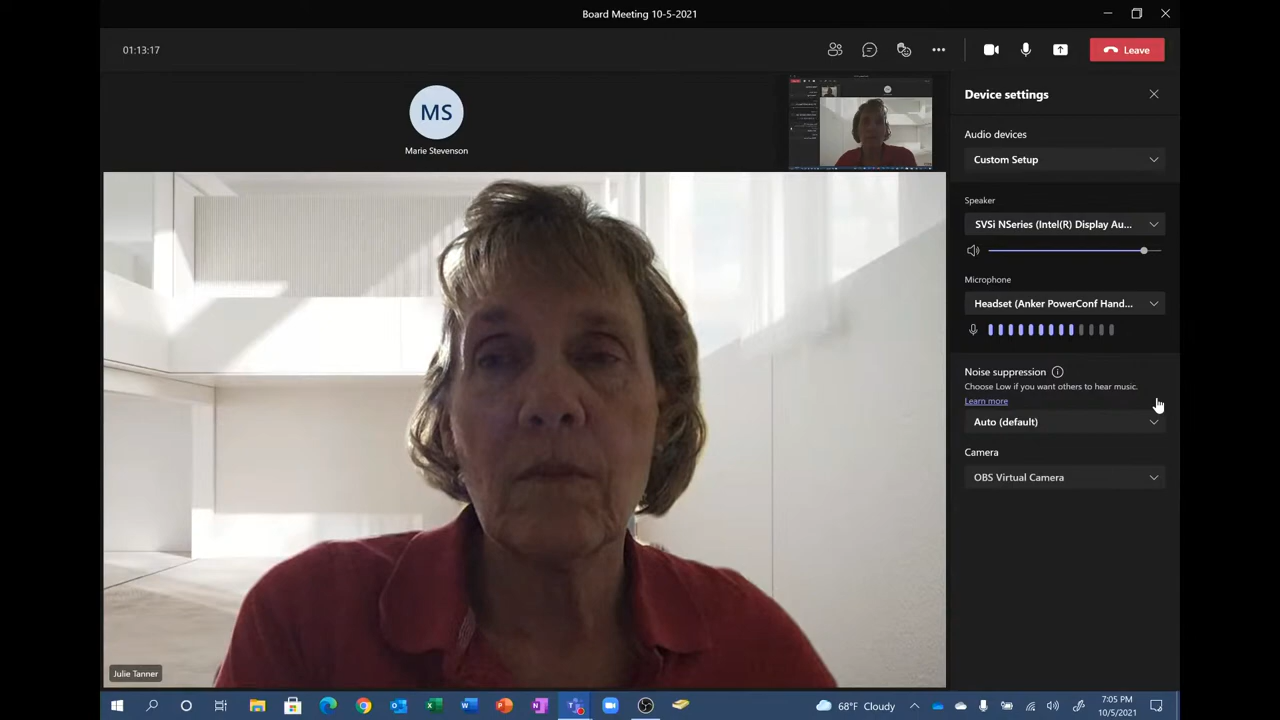 Board Meeting 10-5-2021
01:13:17
Leave
MS
Marie Stevenson
Device settings
Audio devices
Custom Setup
Speaker
SVSi NSeries (Intel(R) Display Au...
Microphone
Headset (Anker PowerConf Hand...
Noise suppression
Choose Low if you want others to hear music.
Learn more
Auto (default)
Camera
OBS Virtual Camera
Julie Tanner
68°F Cloudy
7:05 PM
10/5/2021